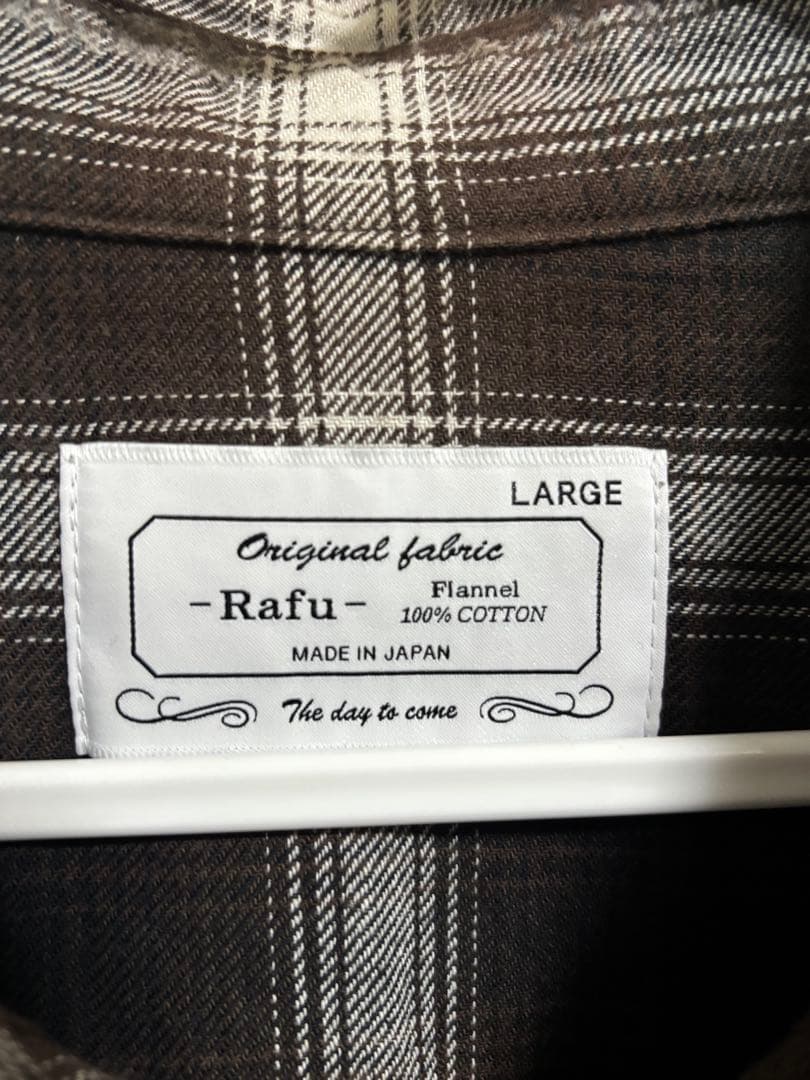 LARGE
Original fabric
-Rafu-
Flannel
100% COTTON
MADE IN JAPAN
The day to come